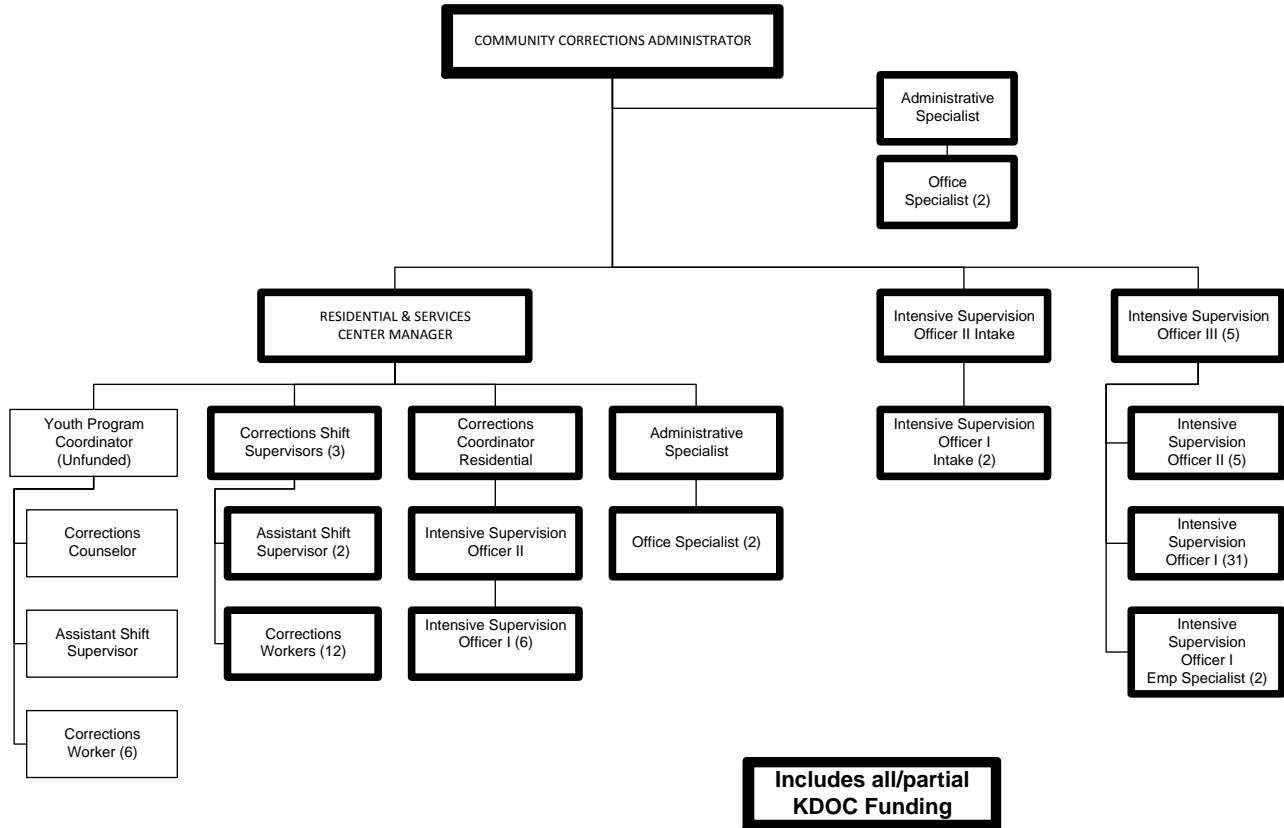 COMMUNITY CORRECTIONS ADMINISTRATOR
Administrative
Specialist
Office
Specialist (2)
RESIDENTIAL & SERVICES
CENTER MANAGER
Intensive Supervision
Officer II Intake
Intensive Supervision
Officer III (5)
Youth Program
Coordinator
(Unfunded)
Corrections Shift
Supervisors (3)
Corrections
Coordinator
Residential
Administrative
Specialist
Intensive Supervision
Officer I
Intake (2)
Intensive
Supervision
Officer II (5)
Corrections
Counselor
Assistant Shift
Supervisor (2)
Intensive Supervision
Officer II
Office Specialist (2)
Intensive
Supervision
Officer I (31)
Assistant Shift
Supervisor
Corrections
Workers (12)
Intensive Supervision
Officer I (6)
Intensive
Supervision
Officer I
Emp Specialist (2)
Corrections
Worker (6)
Includes all/partial
KDOC Funding